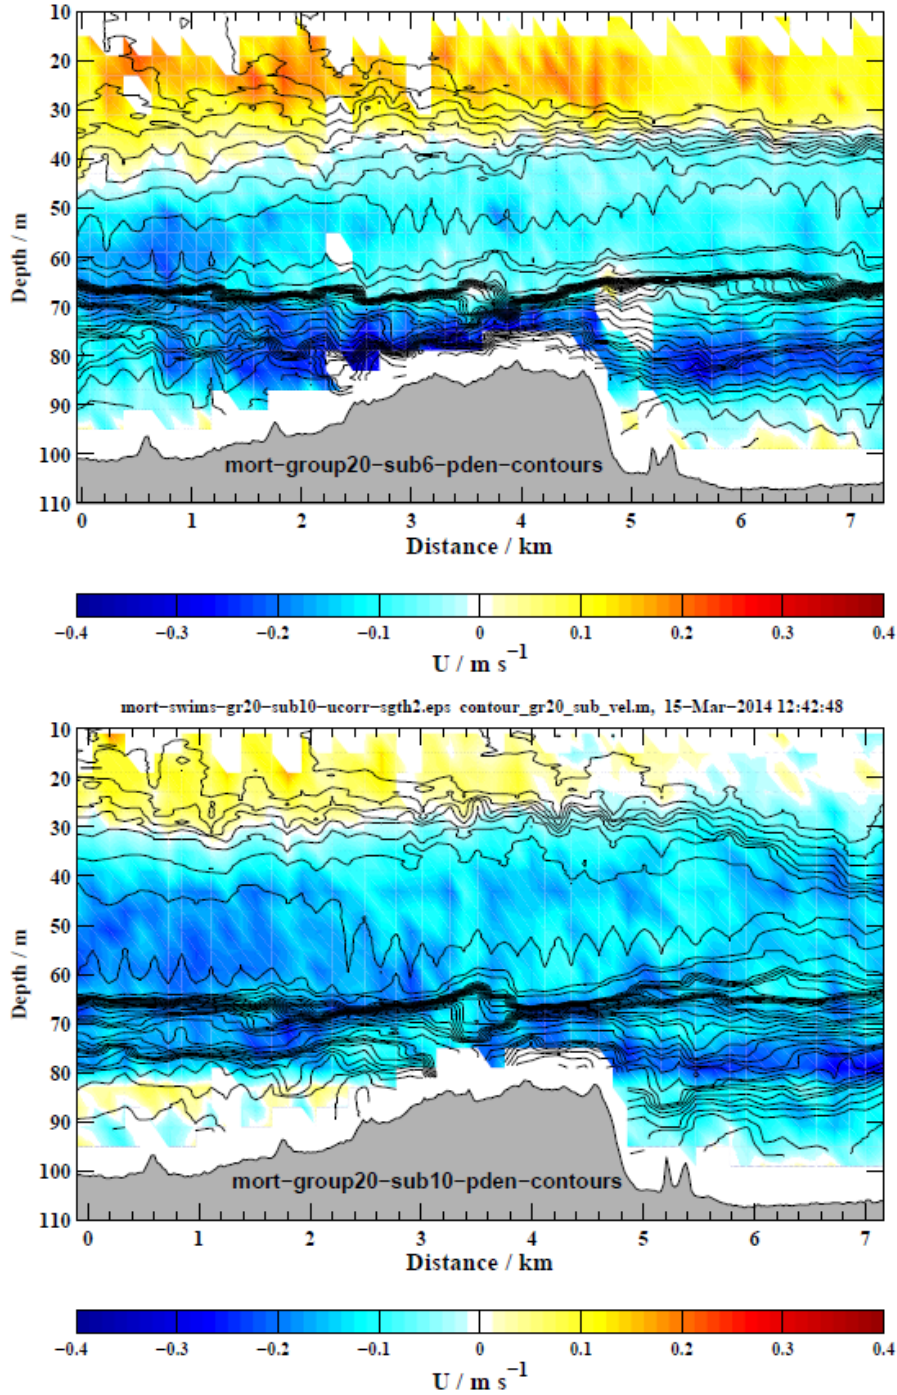 10
20
30
40
50
60
70
80
90
100
110
Depth / m
mort-group20-sub6-pden-contours
0 1 2 3 4 5 6 7
Distance / km
−0.4 −0.3 −0.2 −0.1 0 0.1 0.2 0.3 0.4
U / m s−1
mort−swims−gr20−sub10−ucorr−sgth2.eps contour_gr20_sub_vel.m, 15−Mar−2014 12:42:48
10
20
30
40
50
60
70
80
90
100
110
Depth / m
mort-group20-sub10-pden-contours
0 1 2 3 4 5 6 7
Distance / km
−0.4 −0.3 −0.2 −0.1 0 0.1 0.2 0.3 0.4
U / m s−1